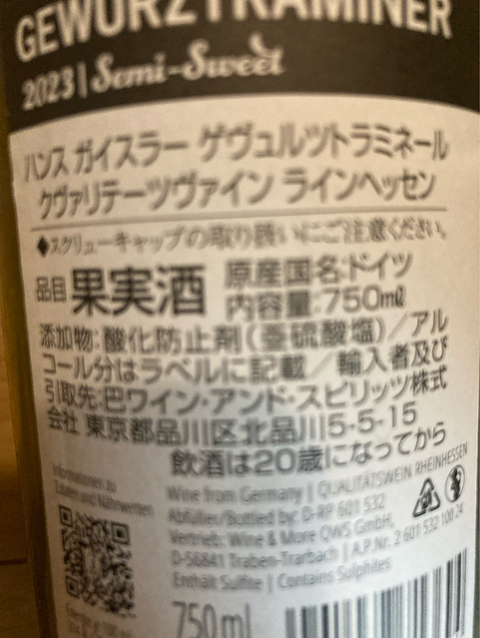 GEWÜRZTRAMINER
2023 | Semi-Sweet
ハンス ガイスラー ゲヴュルツトラミネール
クヴァリテーツヴァイン ラインヘッセン
◆スクリューキャップの取り扱いにご注意ください。
品目 果実酒 原産国名:ドイツ
内容量:750mℓ
添加物:酸化防止剤(亜硫酸塩)/アル
コール分はラベルに記載/輸入者及び
引取先:巴ワイン・アンド・スピリッツ株式
会社 東京都品川区北品川5-5-15
飲酒は20歳になってから
Informationen zu
Zutaten und Nährwerten
Wine from Germany | QUALITÄTSWEIN RHEINHESSEN
Abfüller/Bottled by: D-RP 601 532
Vertrieb: Wine & More QWS GmbH,
D-56841 Traben-Trarbach | A.P.Nr. 2 601 532 100 24
Enthält Sulfite | Contains Sulphites
750 ml